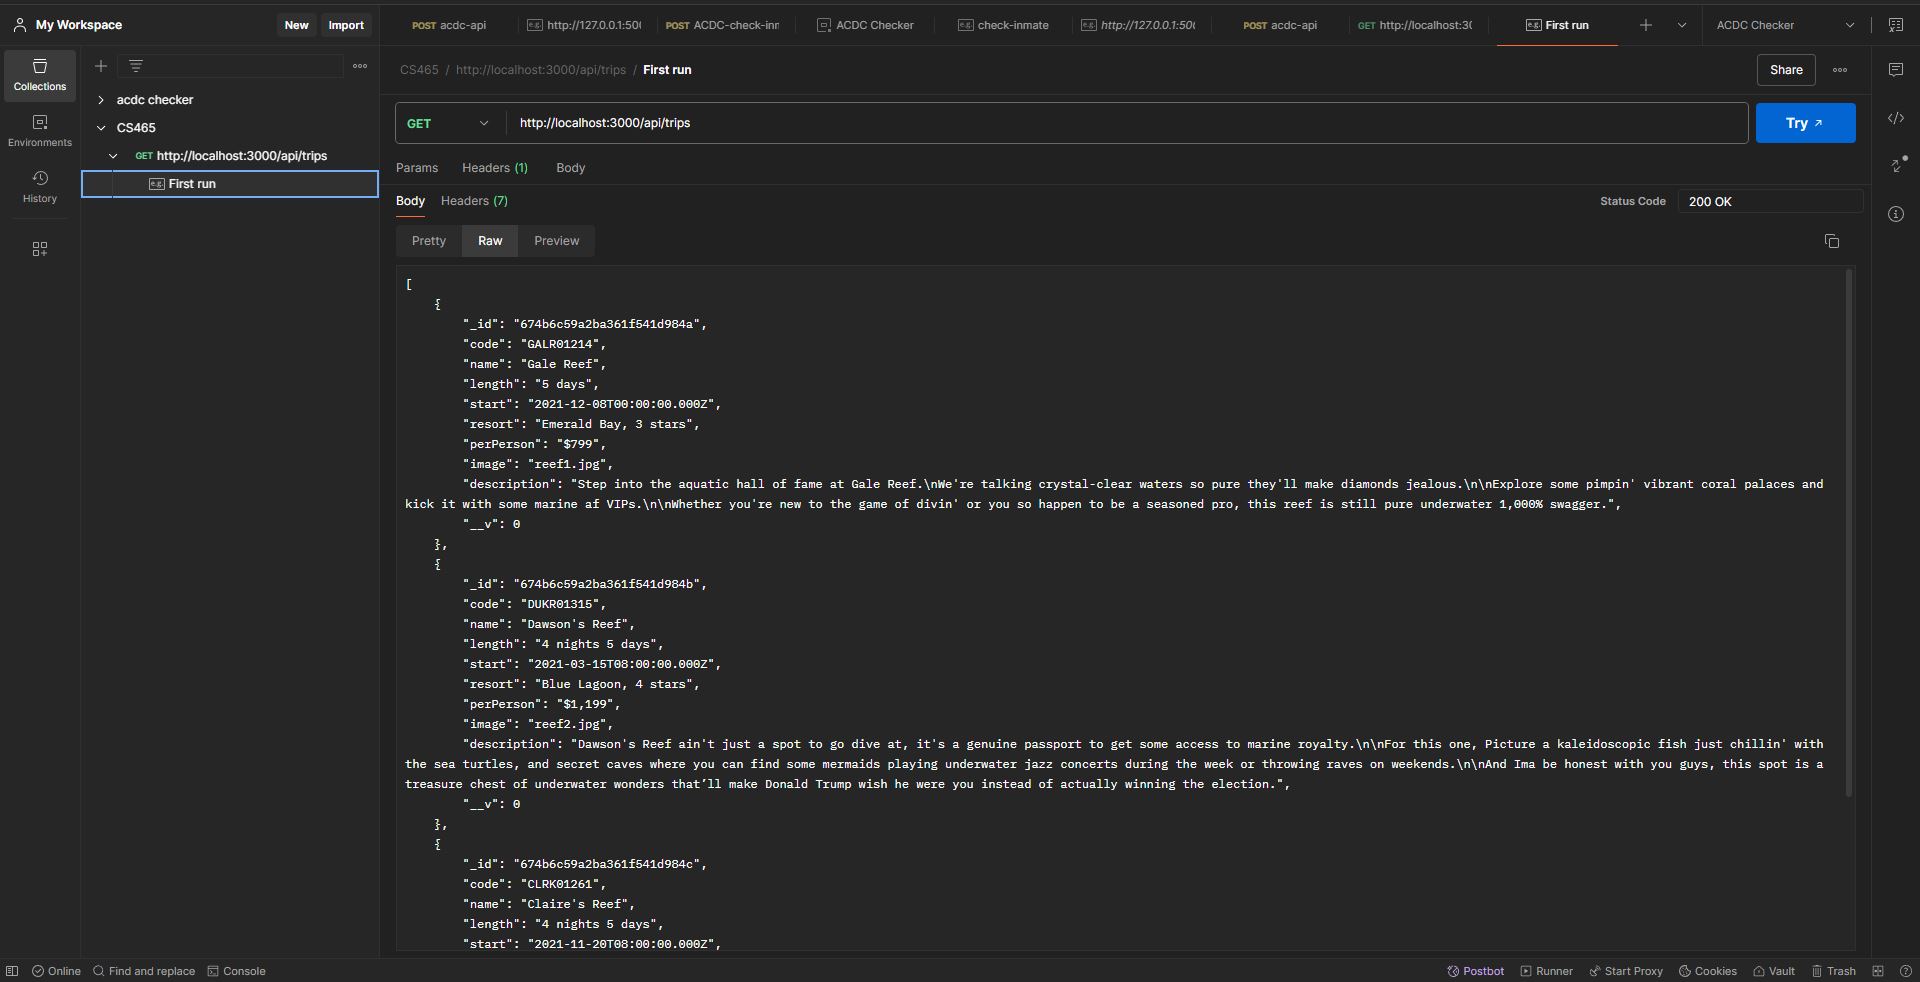 My Workspace
New
Import
POST acdc-api
e.g. http://127.0.0.1:50
POST ACDC-check-in
ACDC Checker
e.g. check-inmate
e.g. http://127.0.0.1:50
POST acdc-api
GET http://localhost:30
e.g. First run
ACDC Checker
Collections
Environments
History
acdc checker
CS465
GET http://localhost:3000/api/trips
e.g. First run
CS465 / http://localhost:3000/api/trips / First run
Share
GET
http://localhost:3000/api/trips
Try
Params
Headers (1)
Body
Body
Headers (7)
Status Code
200 OK
Pretty
Raw
Preview
[
{
"_id": "674b6c59a2ba361f541d984a",
"code": "GALR01214",
"name": "Gale Reef",
"length": "5 days",
"start": "2021-12-08T00:00:00.000Z",
"resort": "Emerald Bay, 3 stars",
"perPerson": "$799",
"image": "reef1.jpg",
"description": "Step into the aquatic hall of fame at Gale Reef.\nWe're talking crystal-clear waters so pure they'll make diamonds jealous.\n\nExplore some pimpin' vibrant coral palaces and
kick it with some marine af VIPs.\n\nWhether you're new to the game of divin' or you so happen to be a seasoned pro, this reef is still pure underwater 1,000% swagger.",
"__v": 0
},
{
"_id": "674b6c59a2ba361f541d984b",
"code": "DUKR01315",
"name": "Dawson's Reef",
"length": "4 nights 5 days",
"start": "2021-03-15T08:00:00.000Z",
"resort": "Blue Lagoon, 4 stars",
"perPerson": "$1,199",
"image": "reef2.jpg",
"description": "Dawson's Reef ain't just a spot to go dive at, it's a genuine passport to get some access to marine royalty.\n\nFor this one, Picture a kaleidoscopic fish just chillin' with
the sea turtles, and secret caves where you can find some mermaids playing underwater jazz concerts during the week or throwing raves on weekends.\n\nAnd Ima be honest with you guys, this spot is a
treasure chest of underwater wonders that’ll make Donald Trump wish he were you instead of actually winning the election.",
"__v": 0
},
{
"_id": "674b6c59a2ba361f541d984c",
"code": "CLRK01261",
"name": "Claire's Reef",
"length": "4 nights 5 days",
"start": "2021-11-20T08:00:00.000Z",
Online
Find and replace
Console
Postbot
Runner
Start Proxy
Cookies
Vault
Trash